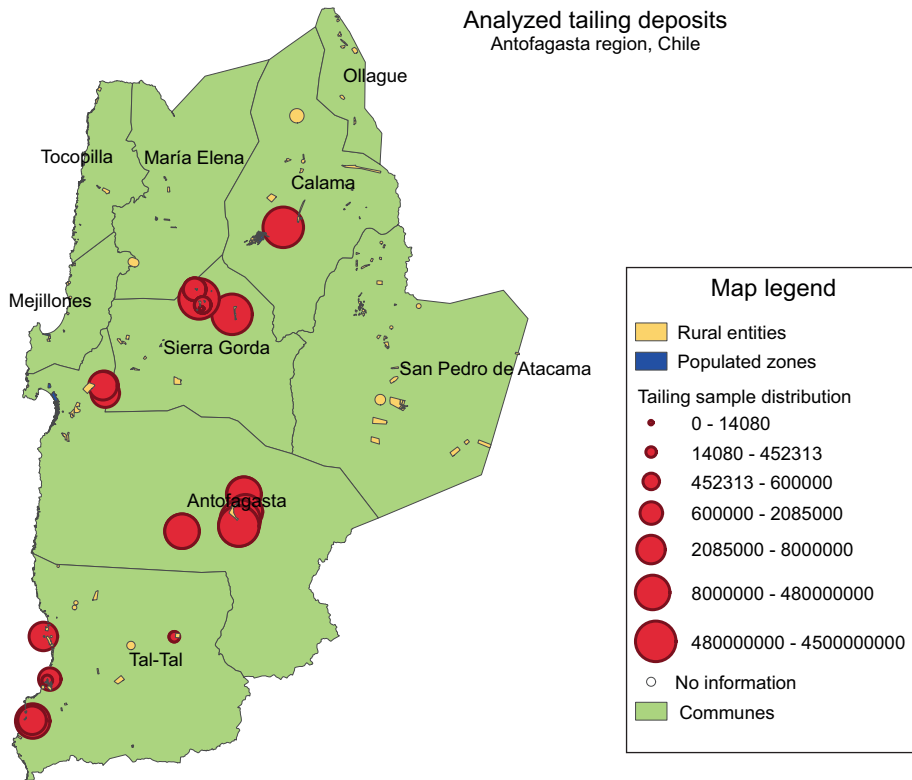 Analyzed tailing deposits
Antofagasta region, Chile
Ollague
Tocopilla
María Elena
Calama
Mejillones
Sierra Gorda
San Pedro de Atacama
Antofagasta
Tal-Tal
Map legend
Rural entities
Populated zones
Tailing sample distribution
0 - 14080
14080 - 452313
452313 - 600000
600000 - 2085000
2085000 - 8000000
8000000 - 480000000
480000000 - 4500000000
No information
Communes